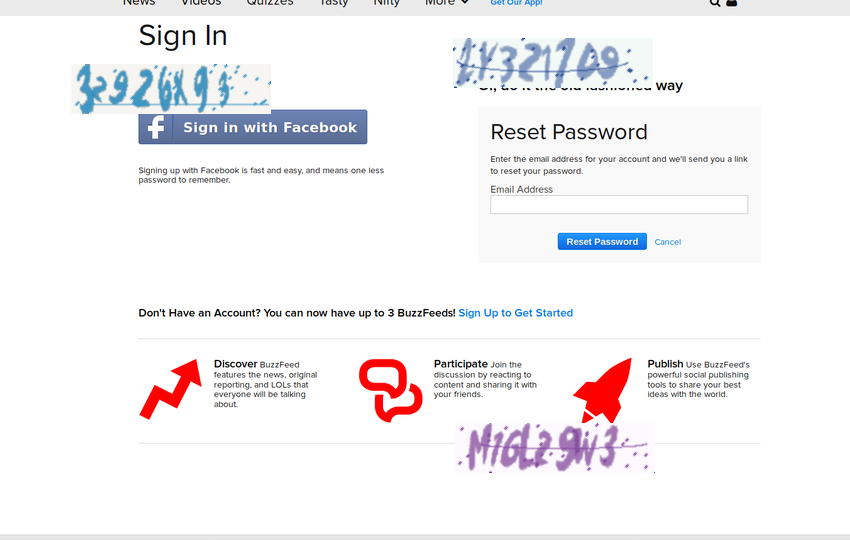 News Videos Quizzes Tasty Nifty More Get Our App!
Sign In
Sign in with Facebook
Signing up with Facebook is fast and easy, and means one less
password to remember.
Or, do it the old fashioned way
Reset Password
Enter the email address for your account and we'll send you a link
to reset your password.
Email Address
Reset Password Cancel
Don't Have an Account? You can now have up to 3 BuzzFeeds! Sign Up to Get Started
Discover BuzzFeed
features the news, original
reporting, and LOLs that
everyone will be talking
about.
Participate Join the
discussion by reacting to
content and sharing it with
your friends.
Publish Use BuzzFeed's
powerful social publishing
tools to share your best
ideas with the world.